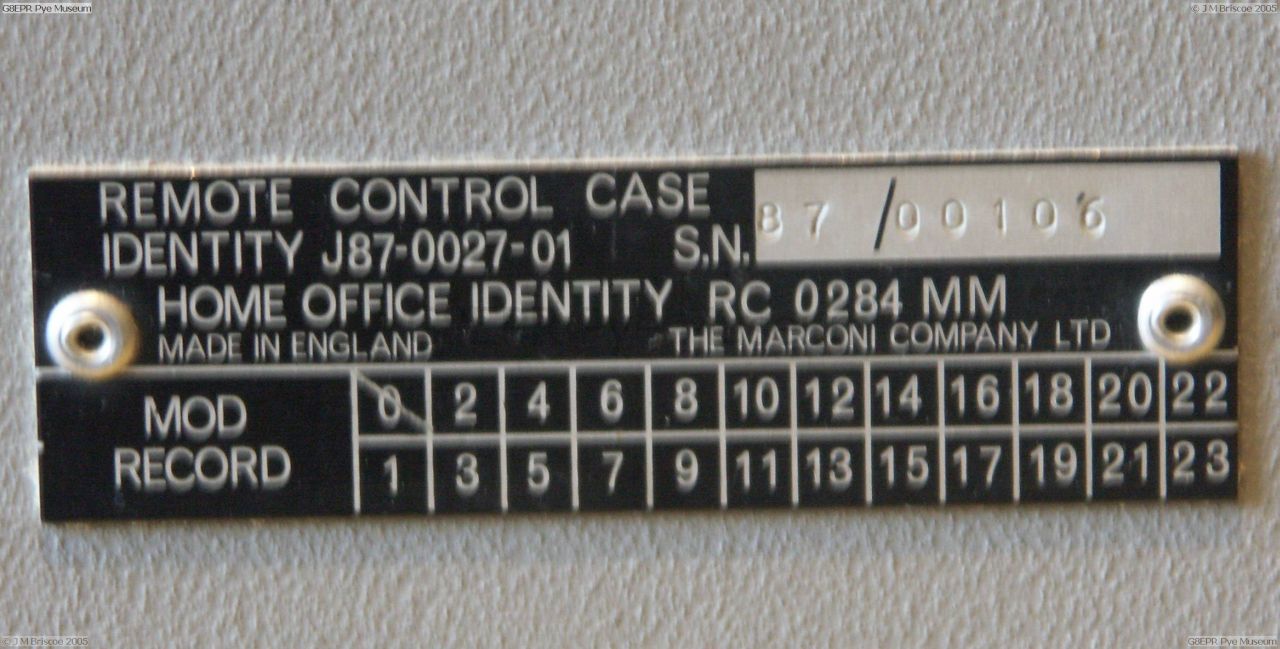 G8EPR Pye Museum
© J M Briscoe 2005
REMOTE CONTROL CASE
IDENTITY J87-0027-01 S.N. 87/00106
HOME OFFICE IDENTITY RC 0284 MM
MADE IN ENGLAND THE MARCONI COMPANY LTD
MOD RECORD
0 2 4 6 8 10 12 14 16 18 20 22
1 3 5 7 9 11 13 15 17 19 21 23
© J M Briscoe 2005
G8EPR Pye Museum